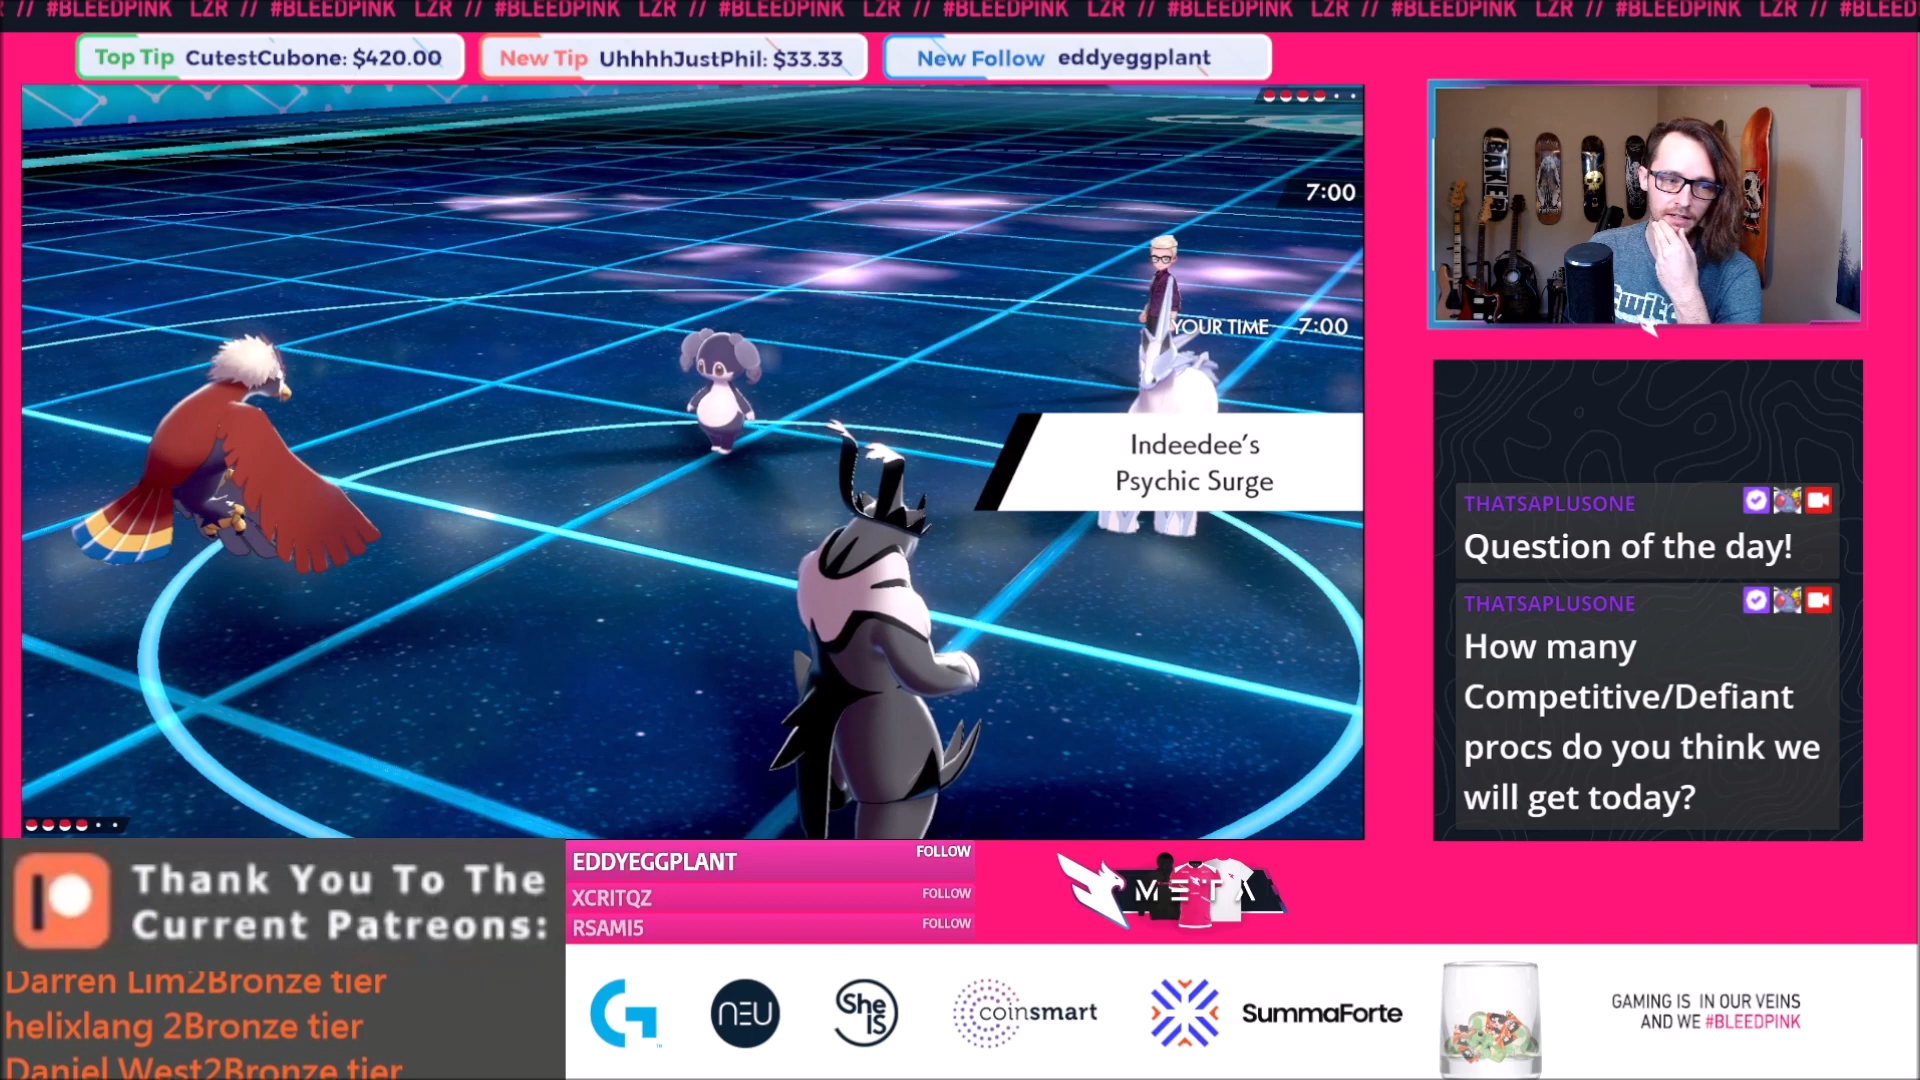 // #BLEEDPINK LZR // #BLEEDPINK LZR // #BLEEDPINK LZR // #BLEEDPINK LZR // #BLEEDPINK LZR // #BLEEDPINK LZR // #BLEEDPINK LZR // #BLEEDPINK LZR // #BLEED
Top Tip CutestCubone: $420.00
New Tip UhhhhJustPhil: $33.33
New Follow eddyeggplant
7:00
YOUR TIME 7:00
Indeedee's
Psychic Surge
BAKER
twitc
THATSAPLUSONE
Question of the day!
THATSAPLUSONE
How many
Competitive/Defiant
procs do you think we
will get today?
Thank You To The
Current Patreons:
Darren Lim2Bronze tier
helixlang 2Bronze tier
Daniel West2Bronze tier
EDDYEGGPLANT FOLLOW
XCRITQZ FOLLOW
RSAMI5 FOLLOW
META
G
NEU
She
IS
coinsmart
SummaForte
GAMING IS IN OUR VEINS
AND WE #BLEEDPINK